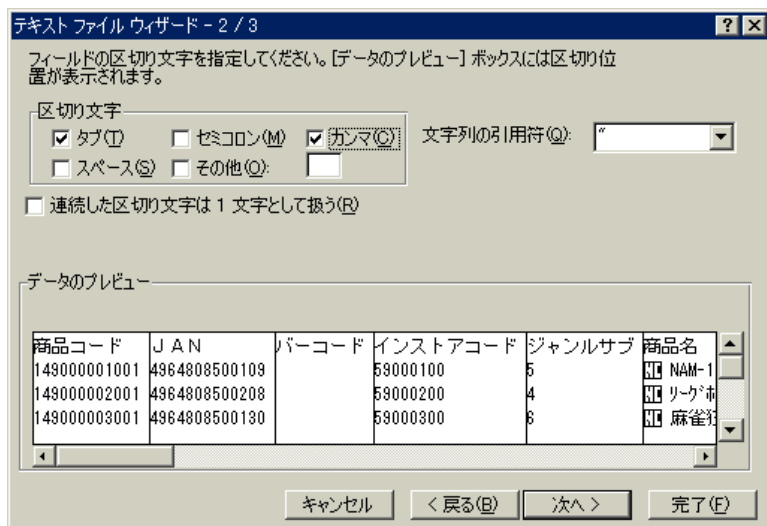 テキスト ファイル ウィザード - 2 / 3
フィールドの区切り文字を指定してください。[データのプレビュー] ボックスには区切り位
置が表示されます。
区切り文字
タブ(T) セミコロン(M) カンマ(C) 文字列の引用符(Q): "
スペース(S) その他(O):
連続した区切り文字は 1 文字として扱う(R)
データのプレビュー
商品コード ＪＡＮ バーコード インストアコード ジャンルサブ 商品名
149000001001 4964808500109 59000100 5 NAM-1
149000002001 4964808500208 59000200 4 ﾘｰｸﾞﾎ
149000003001 4964808500130 59000300 6 麻雀狂
キャンセル < 戻る(B) 次へ > 完了(F)